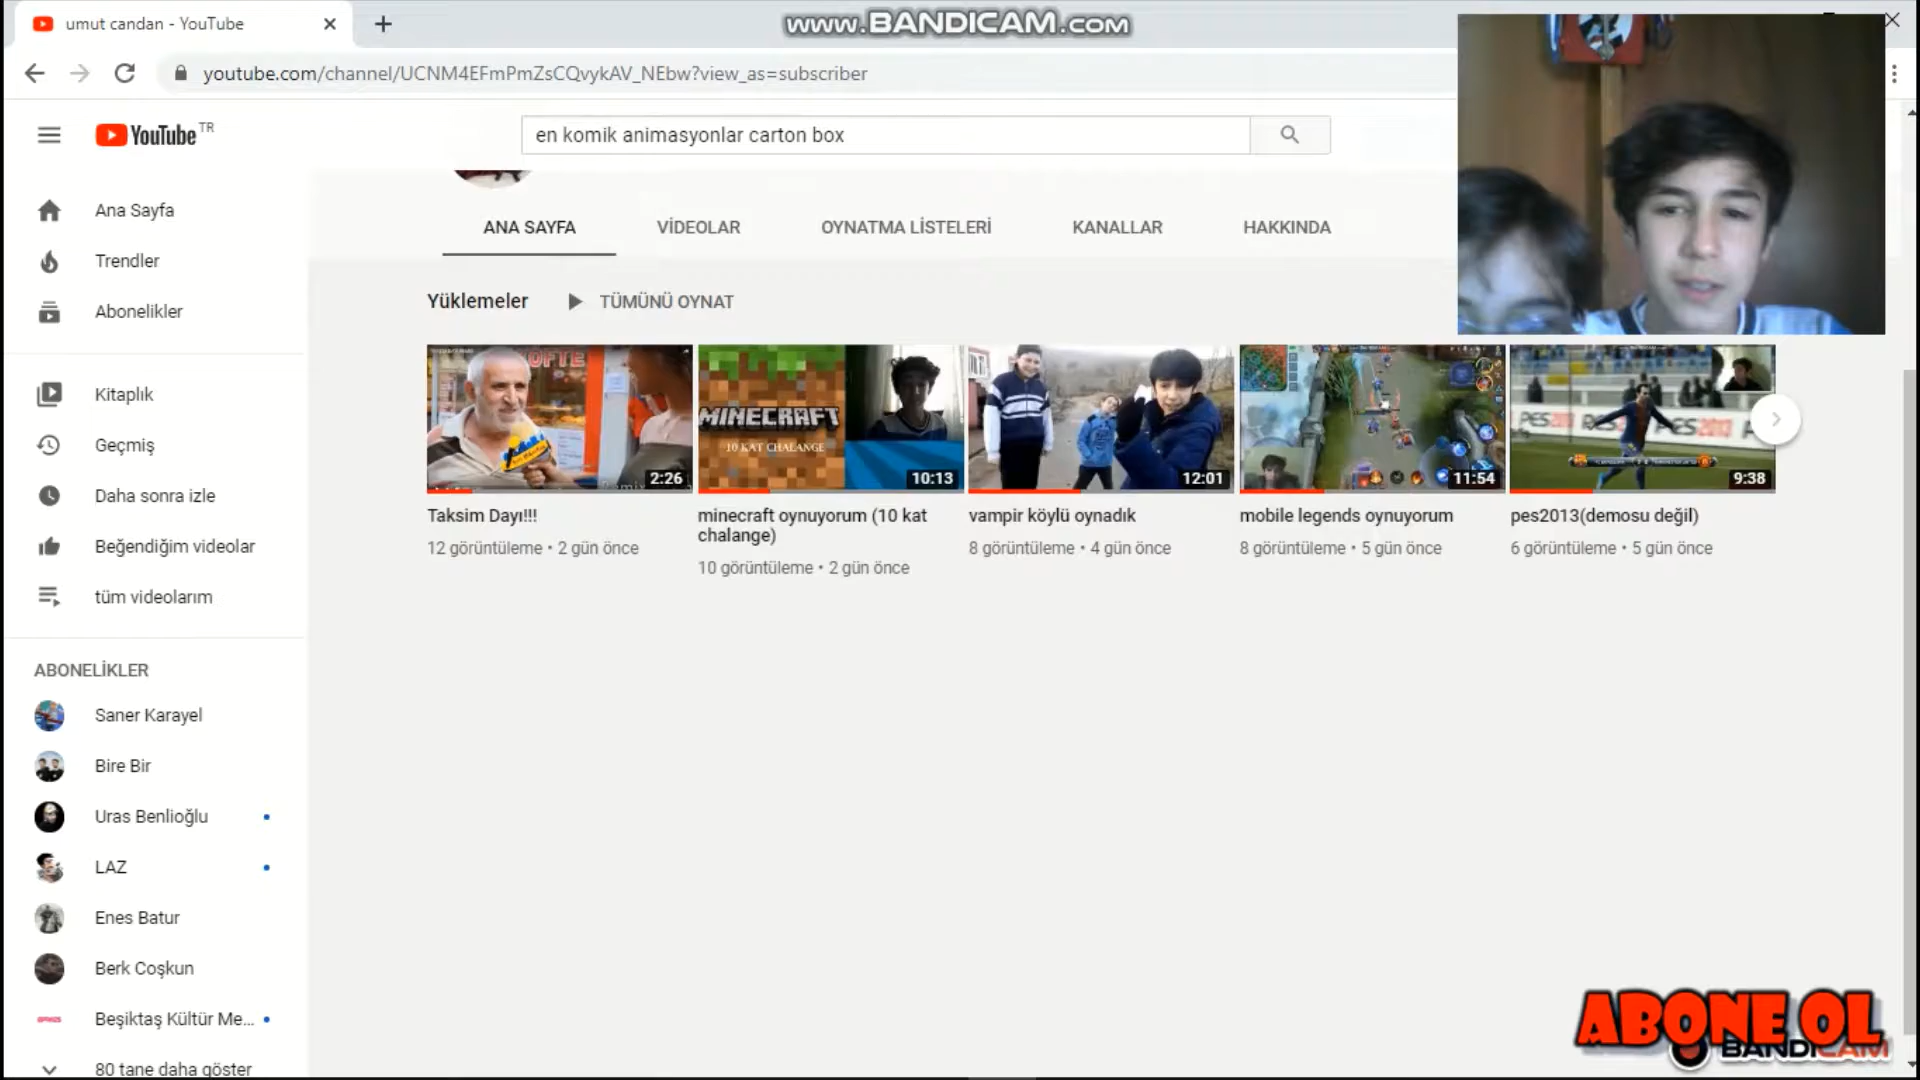 umut candan - YouTube
www.BANDICAM.com
youtube.com/channel/UCNM4EFmPmZsCQvykAV_NEbw?view_as=subscriber
YouTube TR
en komik animasyonlar carton box
Ana Sayfa
Trendler
Abonelikler
Kitaplık
Geçmiş
Daha sonra izle
Beğendiğim videolar
tüm videolarım
ABONELİKLER
Saner Karayel
Bire Bir
Uras Benlioğlu
LAZ
Enes Batur
Berk Coşkun
Beşiktaş Kültür Me...
80 tane daha göster
ANA SAYFA
VİDEOLAR
OYNATMA LİSTELERİ
KANALLAR
HAKKINDA
Yüklemeler
TÜMÜNÜ OYNAT
KÖFTE
2:26
Taksim Dayı!!!
12 görüntüleme • 2 gün önce
MINECRAFT
10 KAT CHALANGE
10:13
minecraft oynuyorum (10 kat
chalange)
10 görüntüleme • 2 gün önce
12:01
vampir köylü oynadık
8 görüntüleme • 4 gün önce
11:54
mobile legends oynuyorum
8 görüntüleme • 5 gün önce
9:38
pes2013(demosu değil)
6 görüntüleme • 5 gün önce
ABONE OL
BANDICAM